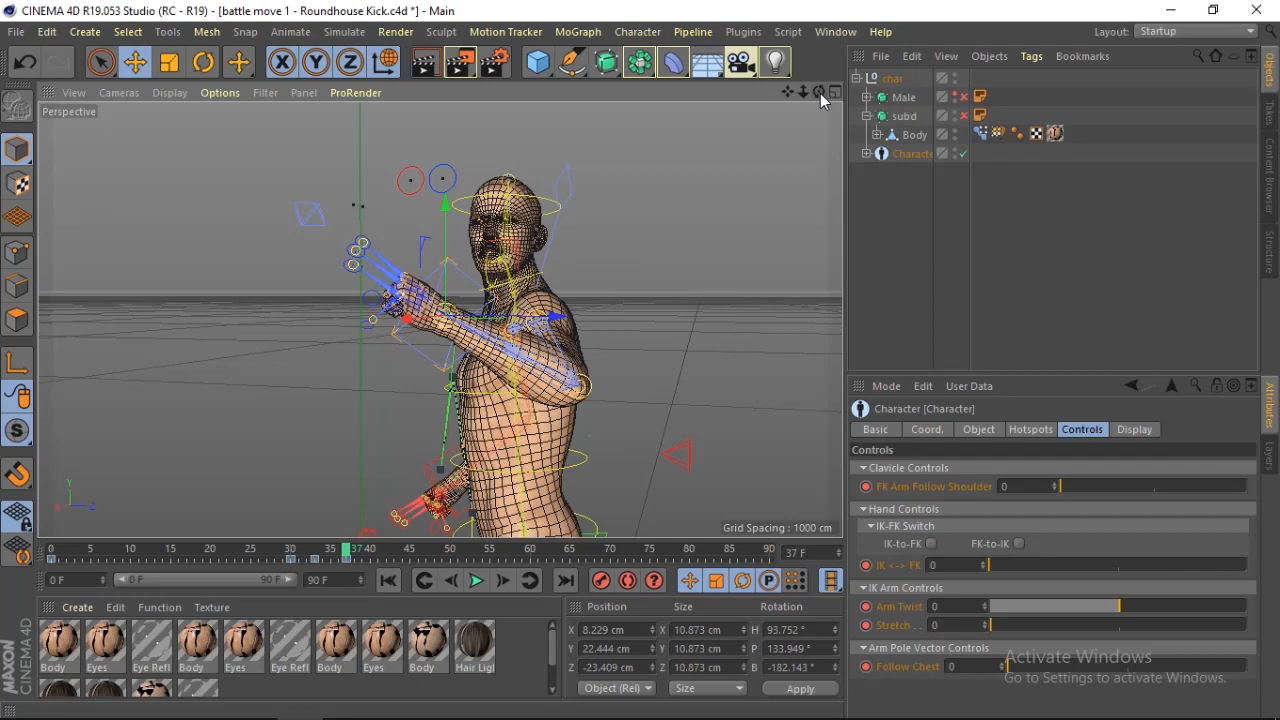 CINEMA 4D R19.053 Studio (RC - R19) - [battle move 1 - Roundhouse Kick.c4d *] - Main
File Edit Create Select Tools Mesh Snap Animate Simulate Render Sculpt Motion Tracker MoGraph Character Pipeline Plugins Script Window Help Layout: Startup
View Cameras Display Options Filter Panel ProRender
File Edit View Objects Tags Bookmarks
Perspective
char
Male
subd
Body
Characte
Objects
Takes
Content Browser
Structure
Mode Edit User Data
Character [Character]
Basic Coord. Object Hotspots Controls Display
Controls
Clavicle Controls
FK Arm Follow Shoulder 0
Hand Controls
IK-FK Switch
IK-to-FK FK-to-IK
IK <-> FK 0
IK Arm Controls
Arm Twist 0
Stretch . . 0
Arm Pole Vector Controls
Follow Chest 0
Attributes
Layers
Activate Windows
Go to Settings to activate Windows.
Y
X Z
Grid Spacing : 1000 cm
0 5 10 15 20 25 30 35 37 40 45 50 55 60 65 70 75 80 85 90 37 F
0 F 0 F 90 F 90 F
Create Edit Function Texture
Body Eyes Eye Refl Body Eyes Eye Refl Body Eyes Body Hair Ligl
Position Size Rotation
X 8.229 cm X 10.873 cm H 93.752 °
Y 22.444 cm Y 10.873 cm P 133.949 °
Z -23.409 cm Z 10.873 cm B -182.143 °
Object (Rel) Size Apply
MAXON
CINEMA 4D